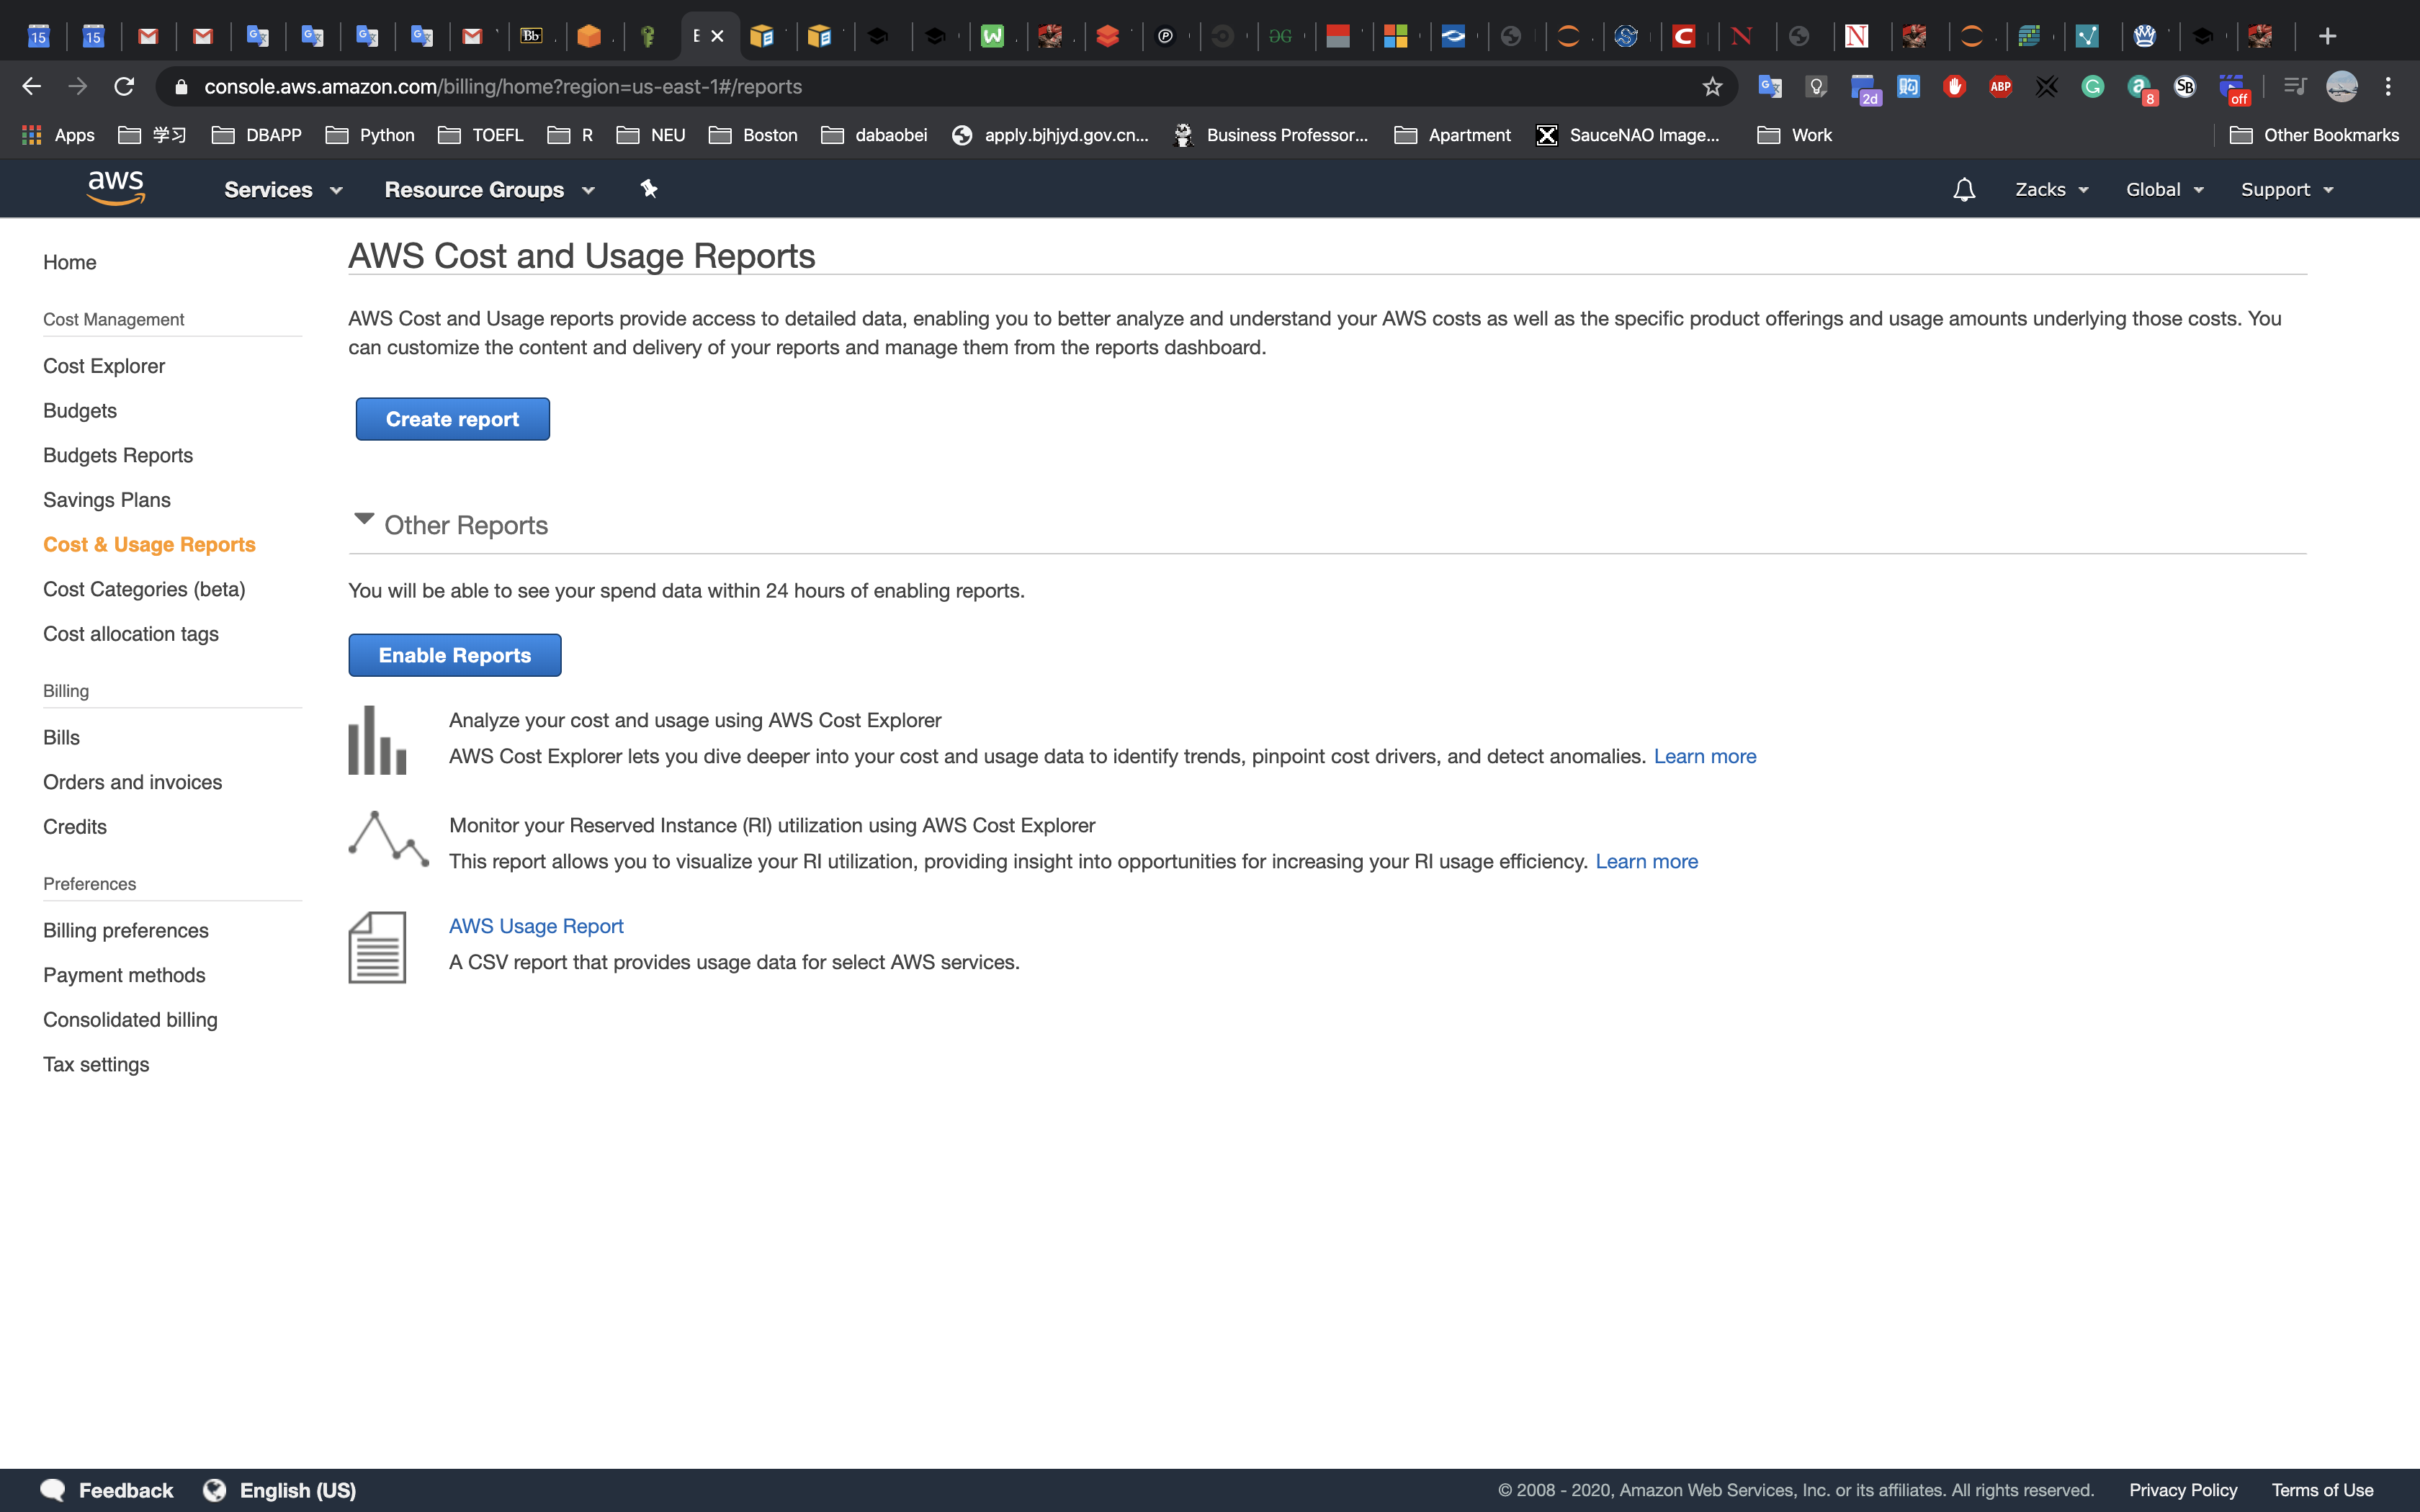 console.aws.amazon.com/billing/home?region=us-east-1#/reports
2d
ABP
8
SB
off
Apps 学习 DBAPP Python TOEFL R NEU Boston dabaobei apply.bjhjyd.gov.cn... Business Professor... Apartment SauceNAO Image... Work Other Bookmarks
aws Services Resource Groups Zacks Global Support
Home
Cost Management
Cost Explorer
Budgets
Budgets Reports
Savings Plans
Cost & Usage Reports
Cost Categories (beta)
Cost allocation tags
Billing
Bills
Orders and invoices
Credits
Preferences
Billing preferences
Payment methods
Consolidated billing
Tax settings
AWS Cost and Usage Reports
AWS Cost and Usage reports provide access to detailed data, enabling you to better analyze and understand your AWS costs as well as the specific product offerings and usage amounts underlying those costs. You
can customize the content and delivery of your reports and manage them from the reports dashboard.
Create report
Other Reports
You will be able to see your spend data within 24 hours of enabling reports.
Enable Reports
Analyze your cost and usage using AWS Cost Explorer
AWS Cost Explorer lets you dive deeper into your cost and usage data to identify trends, pinpoint cost drivers, and detect anomalies. Learn more
Monitor your Reserved Instance (RI) utilization using AWS Cost Explorer
This report allows you to visualize your RI utilization, providing insight into opportunities for increasing your RI usage efficiency. Learn more
AWS Usage Report
A CSV report that provides usage data for select AWS services.
Feedback English (US) © 2008 - 2020, Amazon Web Services, Inc. or its affiliates. All rights reserved. Privacy Policy Terms of Use